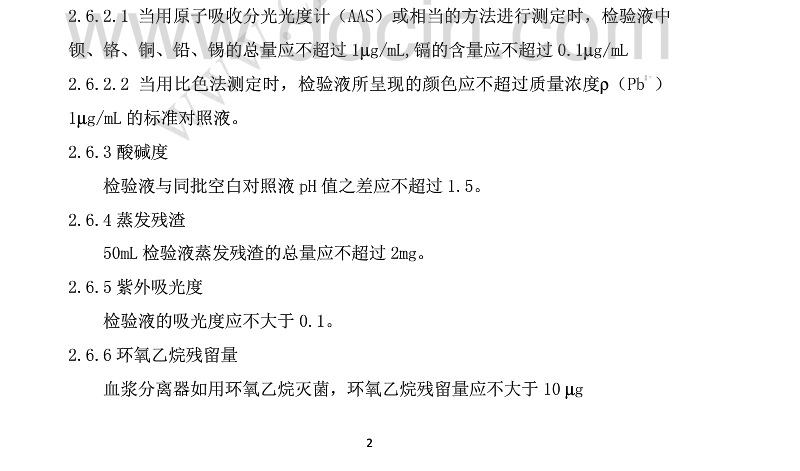 2.6.2.1 当用原子吸收分光光度计（AAS）或相当的方法进行测定时，检验液中
钡、铬、铜、铅、锡的总量应不超过 1μg/mL,镉的含量应不超过 0.1μg/mL
2.6.2.2 当用比色法测定时，检验液所呈现的颜色应不超过质量浓度ρ（Pb ）
1μg/mL 的标准对照液。
2.6.3 酸碱度
检验液与同批空白对照液 pH 值之差应不超过 1.5。
2.6.4 蒸发残渣
50mL 检验液蒸发残渣的总量应不超过 2mg。
2.6.5 紫外吸光度
检验液的吸光度应不大于 0.1。
2.6.6 环氧乙烷残留量
血浆分离器如用环氧乙烷灭菌，环氧乙烷残留量应不大于 10 μg
2
www.docin.com